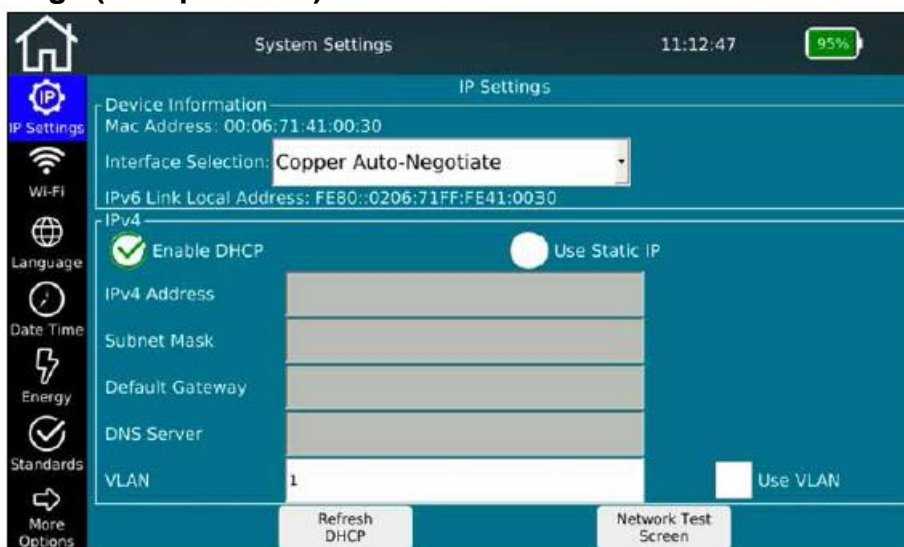 System Settings 11:12:47 95%
IP
IP Settings
IP Settings
Device Information
Mac Address: 00:06:71:41:00:30
Interface Selection: Copper Auto-Negotiate
Wi-Fi
IPv6 Link Local Address: FE80::0206:71FF:FE41:0030
IPv4
Enable DHCP Use Static IP
Language
IPv4 Address
Date Time
Subnet Mask
Default Gateway
Energy
DNS Server
Standards
VLAN 1 Use VLAN
More
Options
Refresh
DHCP
Network Test
Screen